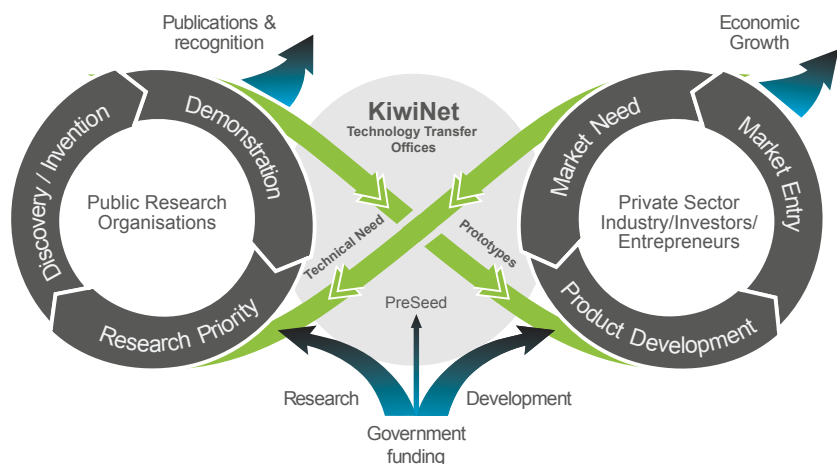 Publications &
recognition
Economic
Growth
KiwiNet
Technology Transfer
Offices
Discovery / Invention
Demonstration
Research Priority
Public Research
Organisations
Market Need
Market Entry
Product Development
Private Sector
Industry/Investors/
Entrepreneurs
Technical Need
Prototypes
PreSeed
Research
Development
Government
funding